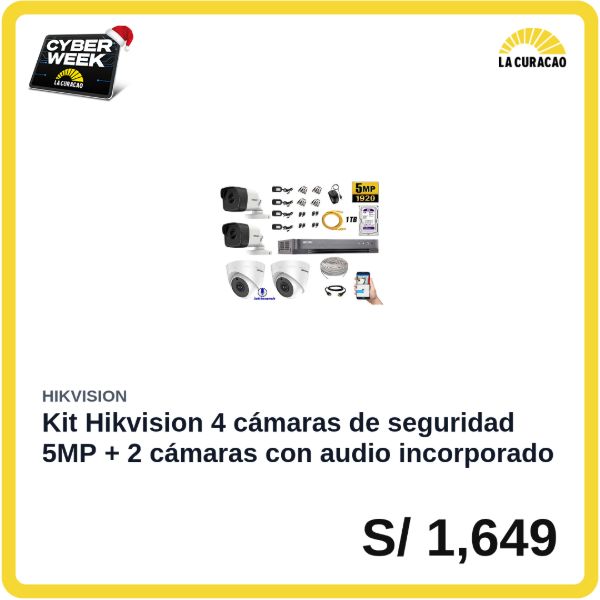 CYBER
WEEK
LA CURACAO
LA CURACAO
5MP
1920
1TB
HIKVISION
Kit Hikvision 4 cámaras de seguridad
5MP + 2 cámaras con audio incorporado
S/ 1,649